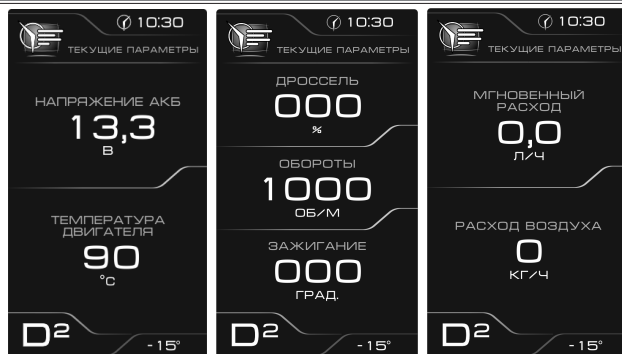 10:30
ТЕКУЩИЕ ПАРАМЕТРЫ
НАПРЯЖЕНИЕ АКБ
13,3
В
ТЕМПЕРАТУРА
ДВИГАТЕЛЯ
90
°C
D²
-15°
10:30
ТЕКУЩИЕ ПАРАМЕТРЫ
ДРОССЕЛЬ
000
%
ОБОРОТЫ
1000
ОБ/М
ЗАЖИГАНИЕ
000
ГРАД.
D²
-15°
10:30
ТЕКУЩИЕ ПАРАМЕТРЫ
МГНОВЕННЫЙ
РАСХОД
0,0
Л/Ч
РАСХОД ВОЗДУХА
0
КГ/Ч
D²
-15°